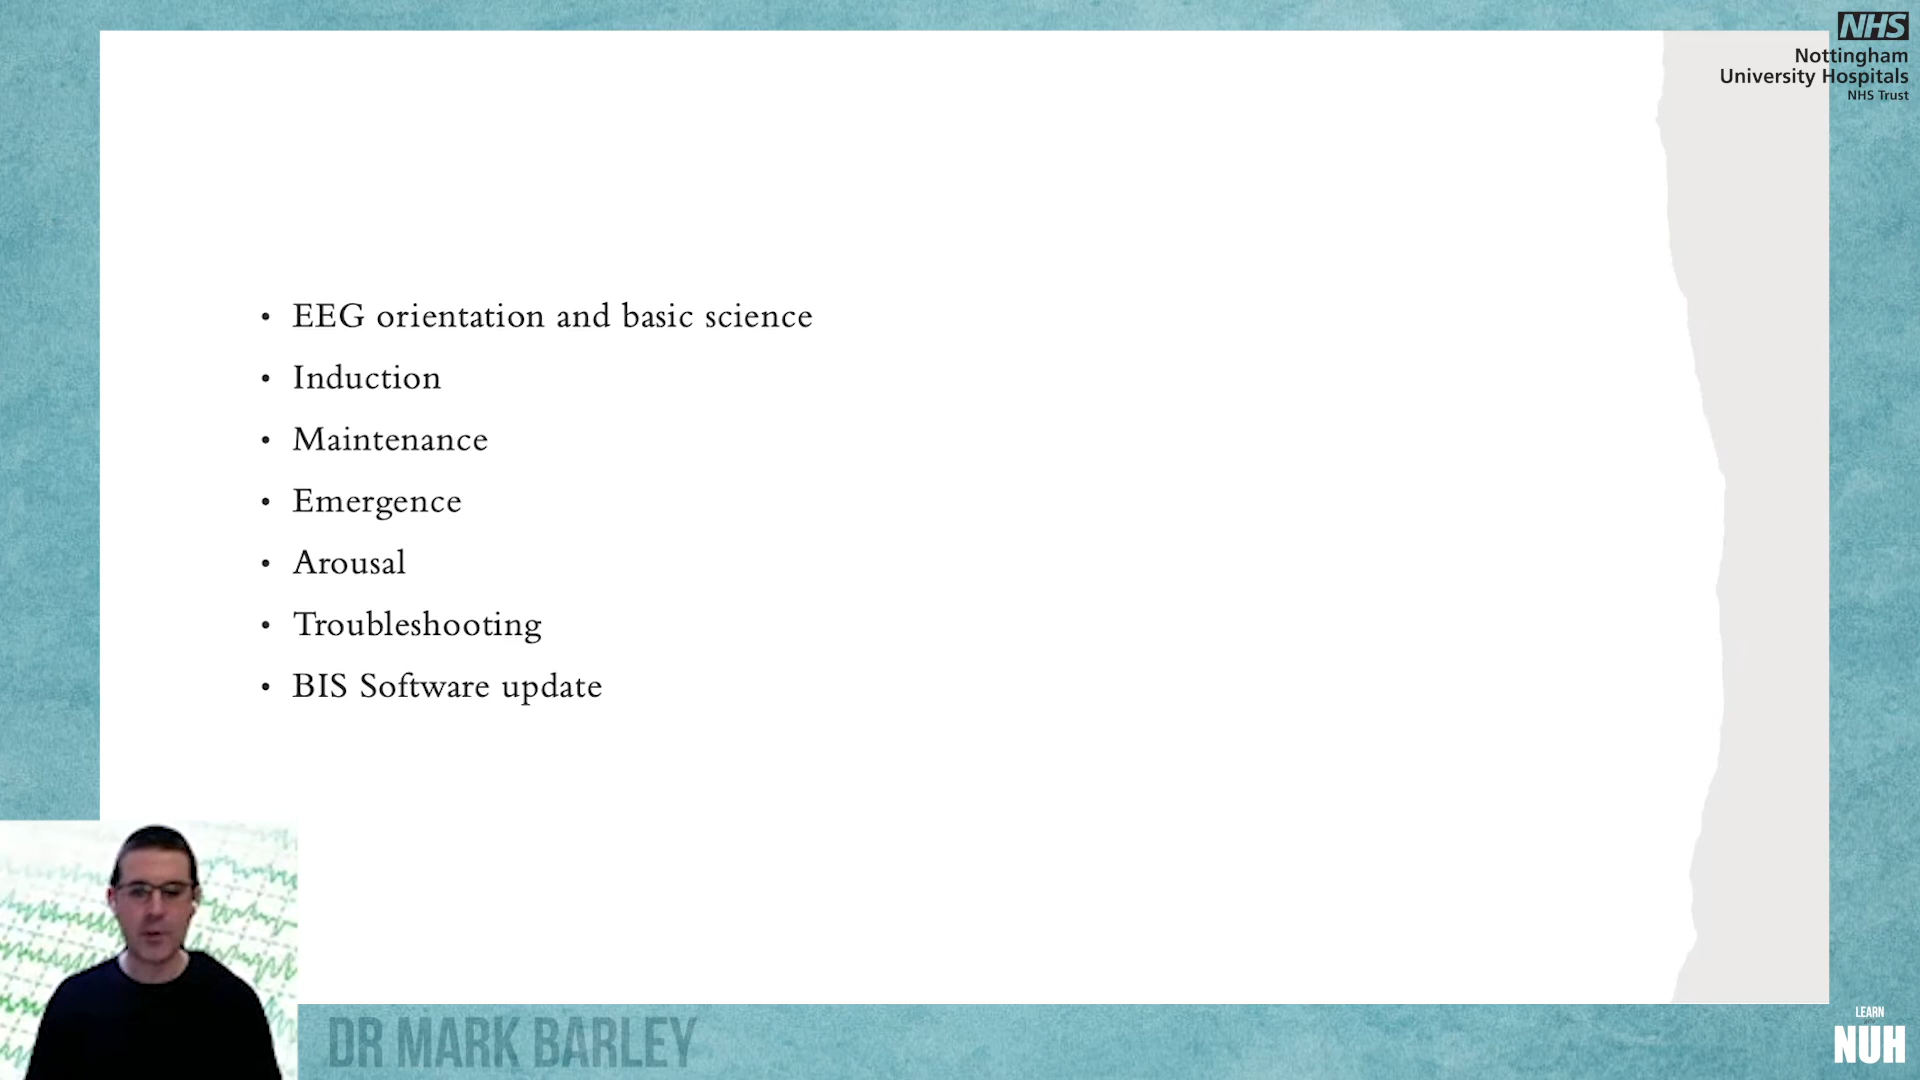 NHS
Nottingham
University Hospitals
NHS Trust
• EEG orientation and basic science
• Induction
• Maintenance
• Emergence
• Arousal
• Troubleshooting
• BIS Software update
DR MARK BARLEY
LEARN
NUH